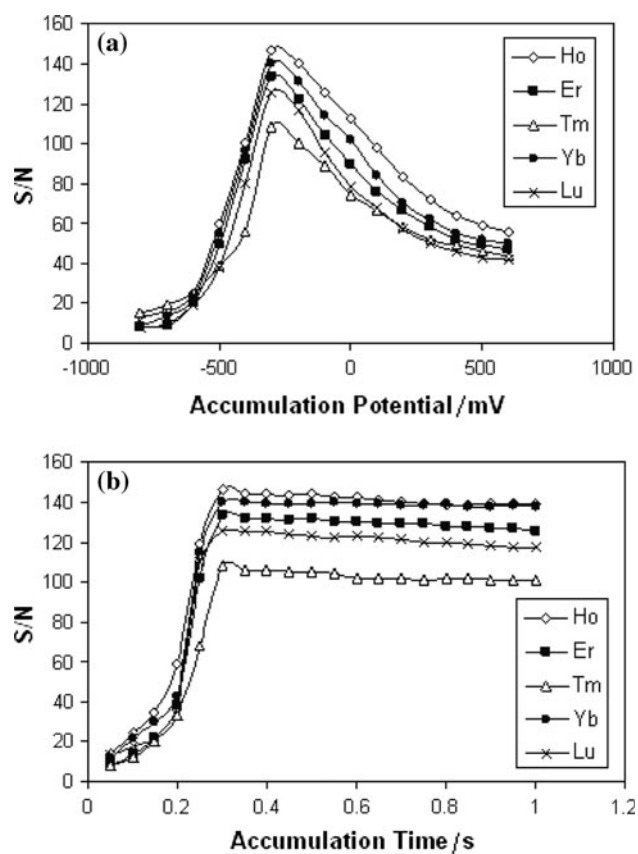 (a)
160
140
120
100
80
60
40
20
0
S/N
-1000 -500 0 500 1000
Accumulation Potential /mV
Ho
Er
Tm
Yb
Lu
(b)
160
140
120
100
80
60
40
20
0
S/N
0 0.2 0.4 0.6 0.8 1 1.2
Accumulation Time /s
Ho
Er
Tm
Yb
Lu